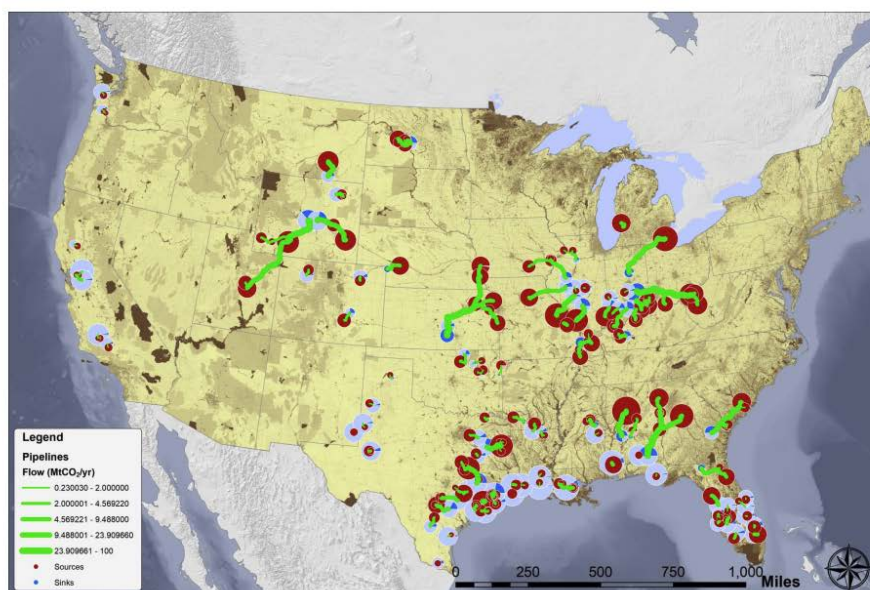 Legend
Pipelines
Flow (MtCO₂/yr)
0.230030 - 2.000000
2.000001 - 4.569220
4.569221 - 9.488000
9.488001 - 23.909660
23.909661 - 100
Sources
Sinks
0 250 500 750 1,000
Miles